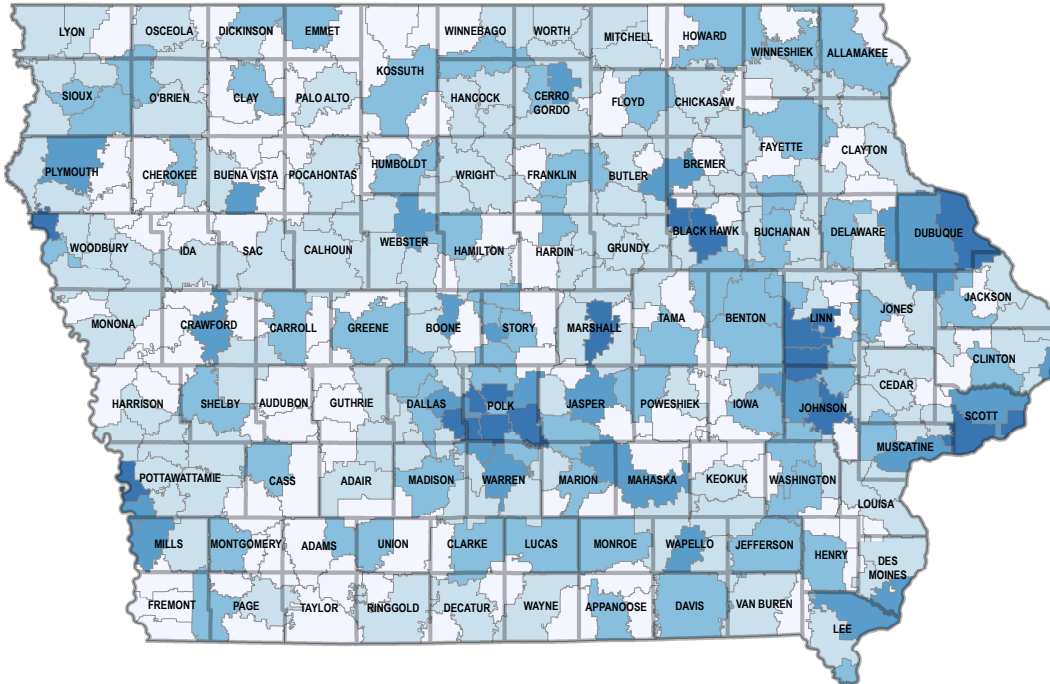 LYON
OSCEOLA
DICKINSON
EMMET
WINNEBAGO
WORTH
MITCHELL
HOWARD
WINNESHIEK
ALLAMAKEE
KOSSUTH
SIOUX
O'BRIEN
CLAY
PALO ALTO
HANCOCK
CERRO
GORDO
FLOYD
CHICKASAW
PLYMOUTH
CHEROKEE
BUENA VISTA
POCAHONTAS
HUMBOLDT
WRIGHT
FRANKLIN
BUTLER
BREMER
FAYETTE
CLAYTON
WOODBURY
IDA
SAC
CALHOUN
WEBSTER
HAMILTON
HARDIN
GRUNDY
BLACK HAWK
BUCHANAN
DELAWARE
DUBUQUE
MONONA
CRAWFORD
CARROLL
GREENE
BOONE
STORY
MARSHALL
TAMA
BENTON
LINN
JONES
JACKSON
CLINTON
CEDAR
HARRISON
SHELBY
AUDUBON
GUTHRIE
DALLAS
POLK
JASPER
POWESHIEK
IOWA
JOHNSON
SCOTT
MUSCATINE
POTTAWATTAMIE
CASS
ADAIR
MADISON
WARREN
MARION
MAHASKA
KEOKUK
WASHINGTON
LOUISA
MILLS
MONTGOMERY
ADAMS
UNION
CLARKE
LUCAS
MONROE
WAPELLO
JEFFERSON
HENRY
DES
MOINES
FREMONT
PAGE
TAYLOR
RINGGOLD
DECATUR
WAYNE
APPANOOSE
DAVIS
VAN BUREN
LEE